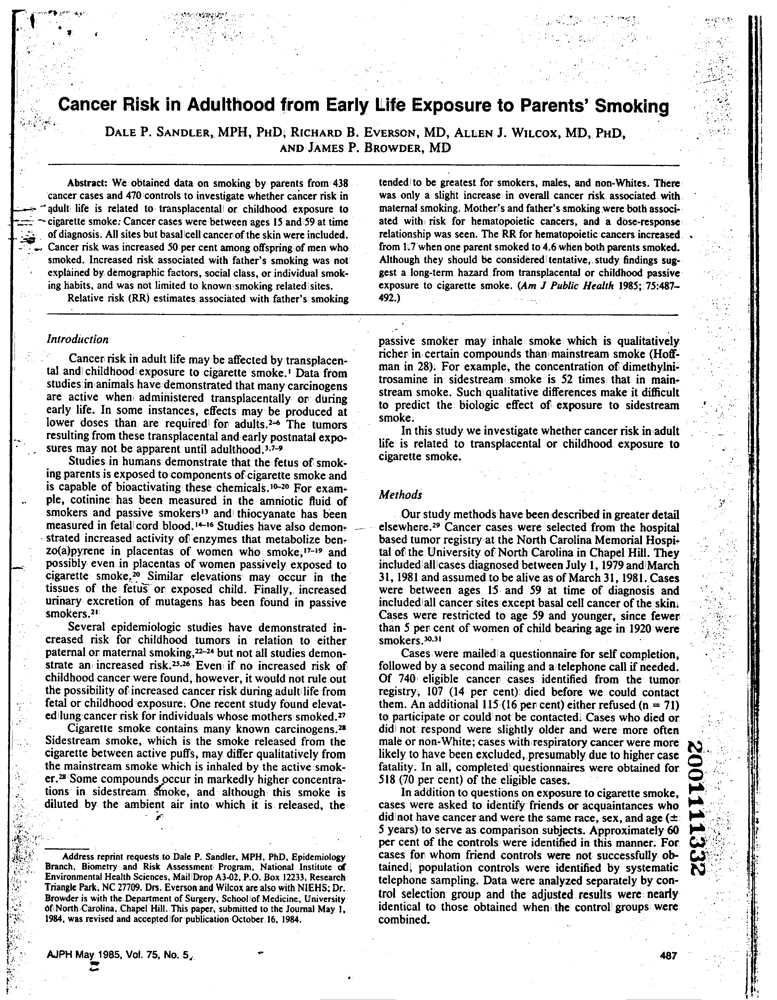 Cancer Risk in Adulthood from Early Life Exposure to Parents' Smoking
DALE P. SANDLER, MPH, PHD, RICHARD B. EVERSON, MD, ALLEN J. WILCOX, MD, PHD,
AND JAMES P. BROWDER, MD
Abstract: We obtained data on smoking by parents from 438
cancer cases and 470 controls to investigate whether cancer risk in
adult life is related to transplacental or childhood exposure to
cigarette smoke. Cancer cases were between ages 15 and 59 at time
of diagnosis. All sites but basal cell cancer of the skin were included.
Cancer risk was increased 50 per cent among offspring of men who
smoked. Increased risk associated with father's smoking was not
explained by demographic factors, social class, or individual smok-
ing habits, and was not limited to known smoking related sites.
Relative risk (RR) estimates associated with father's smoking
tended to be greatest for smokers, males, and non-Whites. There
was only a slight increase in overall cancer risk associated with
maternal smoking. Mother's and father's smoking were both associ-
ated with risk for hematopoietic cancers, and a dose-response
relationship was seen. The RR for hematopoietic cancers increased
from 1.7 when one parent smoked to 4.6 when both parents smoked.
Although they should be considered tentative, study findings sug-
gest a long-term hazard from transplacental or childhood passive
exposure to cigarette smoke. (Am J Public Health 1985; 75:487-
492.)
Introduction
Cancer risk in adult life may be affected by transplacen-
tal and childhood exposure to cigarette smoke.1 Data from
studies in animals have demonstrated that many carcinogens
are active when administered transplacentally or during
early life. In some instances, effects may be produced at
lower doses than are required for adults.2-6 The tumors
resulting from these transplacental and early postnatal expo-
sures may not be apparent until adulthood.3,7-9
Studies in humans demonstrate that the fetus of smok-
ing parents is exposed to components of cigarette smoke and
is capable of bioactivating these chemicals.10-20 For exam-
ple, cotinine has been measured in the amniotic fluid of
smokers and passive smokers13 and thiocyanate has been
measured in fetal cord blood.14-16 Studies have also demon-
strated increased activity of enzymes that metabolize ben-
zo(a)pyrene in placentas of women who smoke,17-19 and
possibly even in placentas of women passively exposed to
cigarette smoke.20 Similar elevations may occur in the
tissues of the fetus or exposed child. Finally, increased
urinary excretion of mutagens has been found in passive
smokers.21
Several epidemiologic studies have demonstrated in-
creased risk for childhood tumors in relation to either
paternal or maternal smoking,22-24 but not all studies demon-
strate an increased risk.25,26 Even if no increased risk of
childhood cancer were found, however, it would not rule out
the possibility of increased cancer risk during adult life from
fetal or childhood exposure. One recent study found elevat-
ed lung cancer risk for individuals whose mothers smoked.27
Cigarette smoke contains many known carcinogens.28
Sidestream smoke, which is the smoke released from the
cigarette between active puffs, may differ qualitatively from
the mainstream smoke which is inhaled by the active smok-
er.28 Some compounds occur in markedly higher concentra-
tions in sidestream smoke, and although this smoke is
diluted by the ambient air into which it is released, the
passive smoker may inhale smoke which is qualitatively
richer in certain compounds than mainstream smoke (Hoff-
man in 28). For example, the concentration of dimethylni-
trosamine in sidestream smoke is 52 times that in main-
stream smoke. Such qualitative differences make it difficult
to predict the biologic effect of exposure to sidestream
smoke.
In this study we investigate whether cancer risk in adult
life is related to transplacental or childhood exposure to
cigarette smoke.
Methods
Our study methods have been described in greater detail
elsewhere.29 Cancer cases were selected from the hospital
based tumor registry at the North Carolina Memorial Hospi-
tal of the University of North Carolina in Chapel Hill. They
included all cases diagnosed between July 1, 1979 and March
31, 1981 and assumed to be alive as of March 31, 1981. Cases
were between ages 15 and 59 at time of diagnosis and
included all cancer sites except basal cell cancer of the skin.
Cases were restricted to age 59 and younger, since fewer
than 5 per cent of women of child bearing age in 1920 were
smokers.30,31
Cases were mailed a questionnaire for self completion,
followed by a second mailing and a telephone call if needed.
Of 740 eligible cancer cases identified from the tumor
registry, 107 (14 per cent) died before we could contact
them. An additional 115 (16 per cent) either refused (n = 71)
to participate or could not be contacted. Cases who died or
did not respond were slightly older and were more often
male or non-White; cases with respiratory cancer were more
likely to have been excluded, presumably due to higher case
fatality. In all, completed questionnaires were obtained for
518 (70 per cent) of the eligible cases.
In addition to questions on exposure to cigarette smoke,
cases were asked to identify friends or acquaintances who
did not have cancer and were the same race, sex, and age (±
5 years) to serve as comparison subjects. Approximately 60
per cent of the controls were identified in this manner. For
cases for whom friend controls were not successfully ob-
tained, population controls were identified by systematic
telephone sampling. Data were analyzed separately by con-
trol selection group and the adjusted results were nearly
identical to those obtained when the control groups were
combined.
Address reprint requests to Dale P. Sandler, MPH, PhD, Epidemiology
Branch, Biometry and Risk Assessment Program, National Institute of
Environmental Health Sciences, Mail Drop A3-02, P.O. Box 12233, Research
Triangle Park, NC 27709. Drs. Everson and Wilcox are also with NIEHS; Dr.
Browder is with the Department of Surgery, School of Medicine, University
of North Carolina, Chapel Hill. This paper, submitted to the Journal May 1,
1984, was revised and accepted for publication October 16, 1984.
AJPH May 1985, Vol. 75, No. 5
487
2001111332